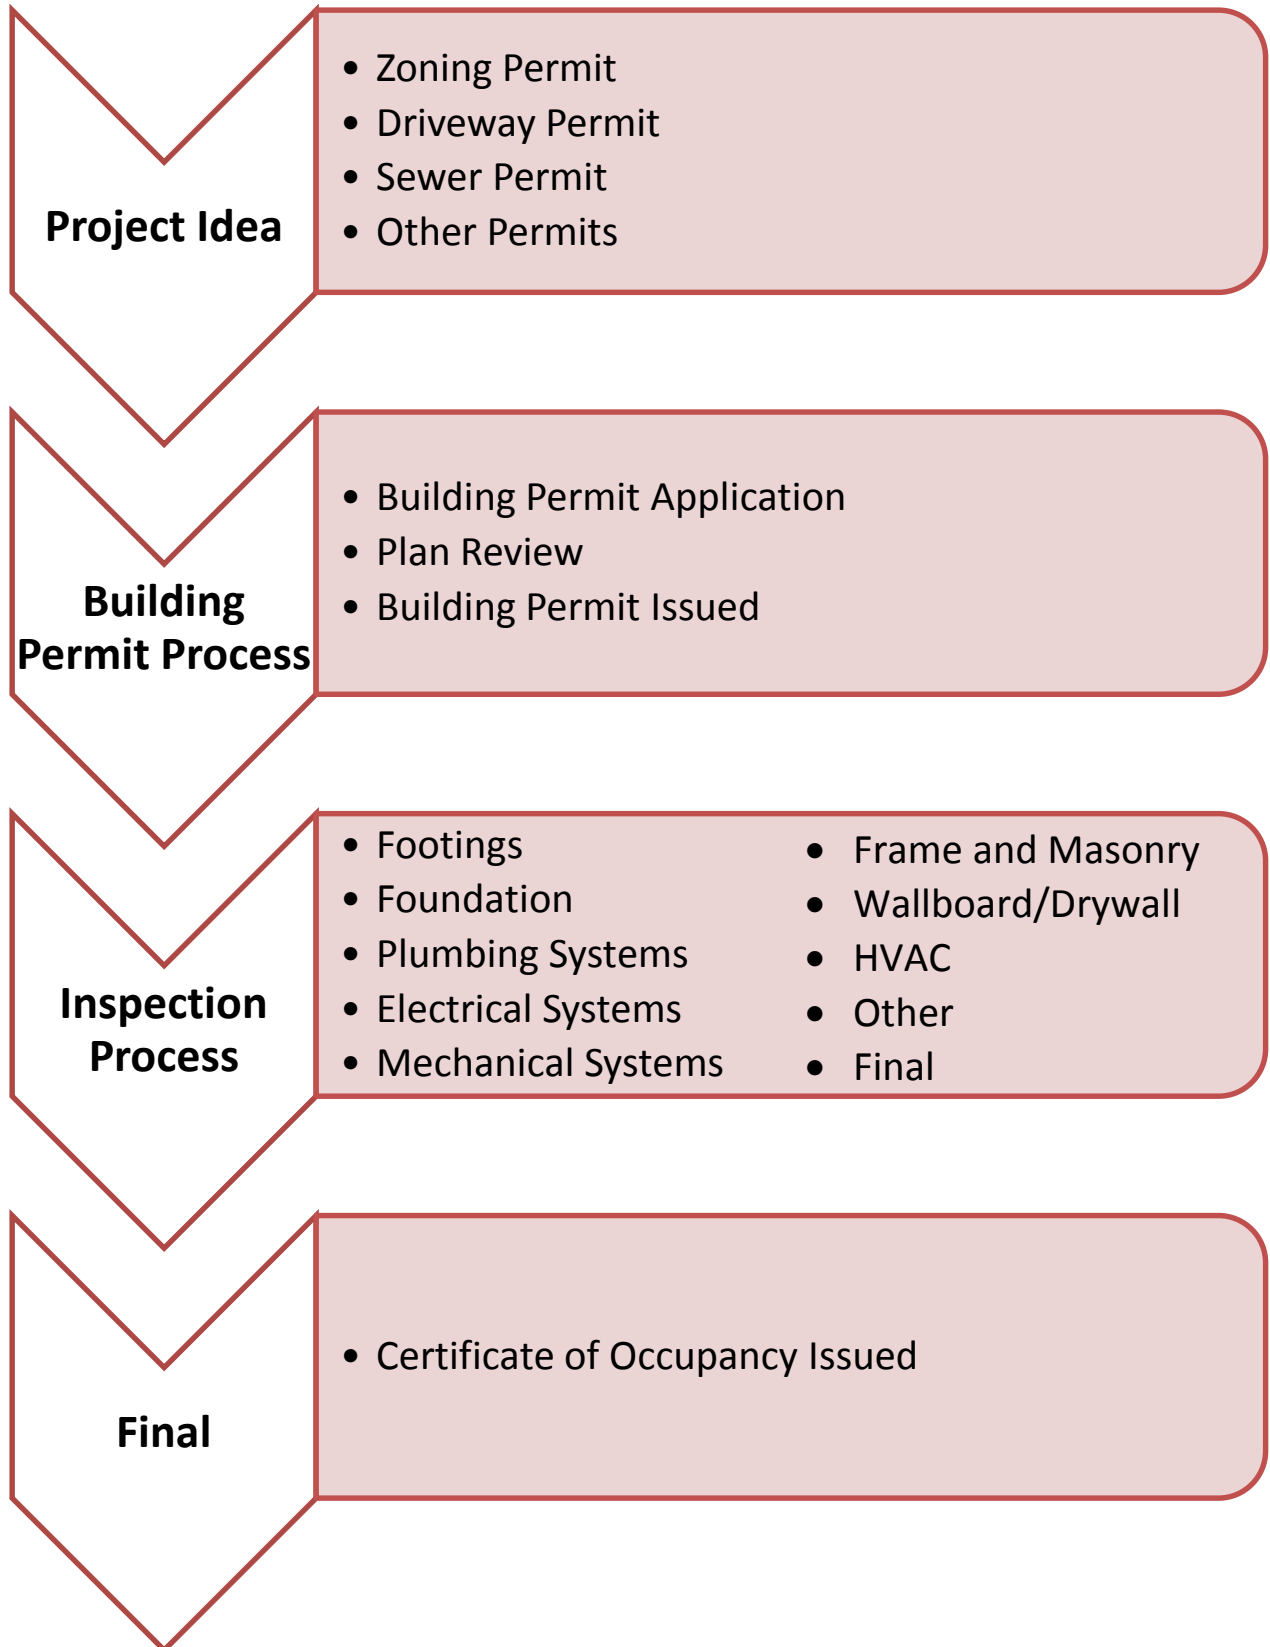 Project Idea
• Zoning Permit
• Driveway Permit
• Sewer Permit
• Other Permits
Building
Permit Process
• Building Permit Application
• Plan Review
• Building Permit Issued
Inspection
Process
• Footings
• Foundation
• Plumbing Systems
• Electrical Systems
• Mechanical Systems
• Frame and Masonry
• Wallboard/Drywall
• HVAC
• Other
• Final
Final
• Certificate of Occupancy Issued